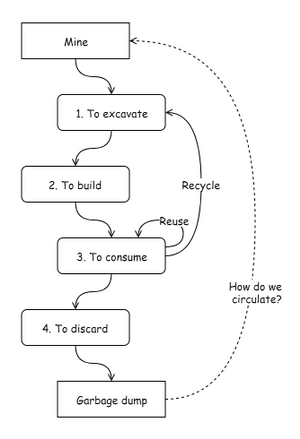 Mine
1. To excavate
2. To build
Recycle
Reuse
3. To consume
How do we
circulate?
4. To discard
Garbage dump